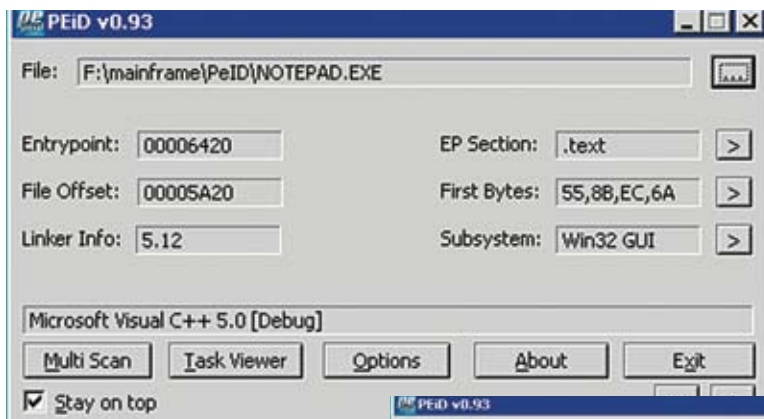 PEiD v0.93
File: F:\mainframe\PeID\NOTEPAD.EXE ...
Entrypoint: 00006420 EP Section: .text >
File Offset: 00005A20 First Bytes: 55,8B,EC,6A >
Linker Info: 5.12 Subsystem: Win32 GUI >
Microsoft Visual C++ 5.0 [Debug]
Multi Scan Task Viewer Options About Exit
Stay on top
PEiD v0.93